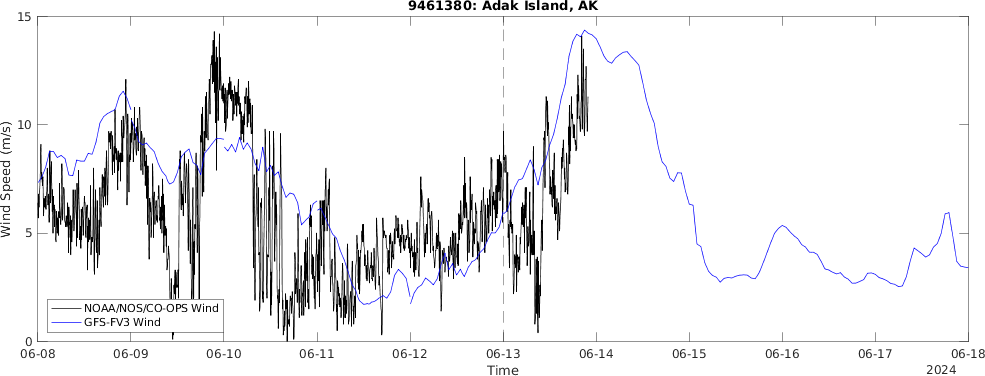 9461380: Adak Island, AK
Wind Speed (m/s)
15
10
5
0
NOAA/NOS/CO-OPS Wind
GFS-FV3 Wind
06-08 06-09 06-10 06-11 06-12 06-13 06-14 06-15 06-16 06-17 06-18
Time
2024